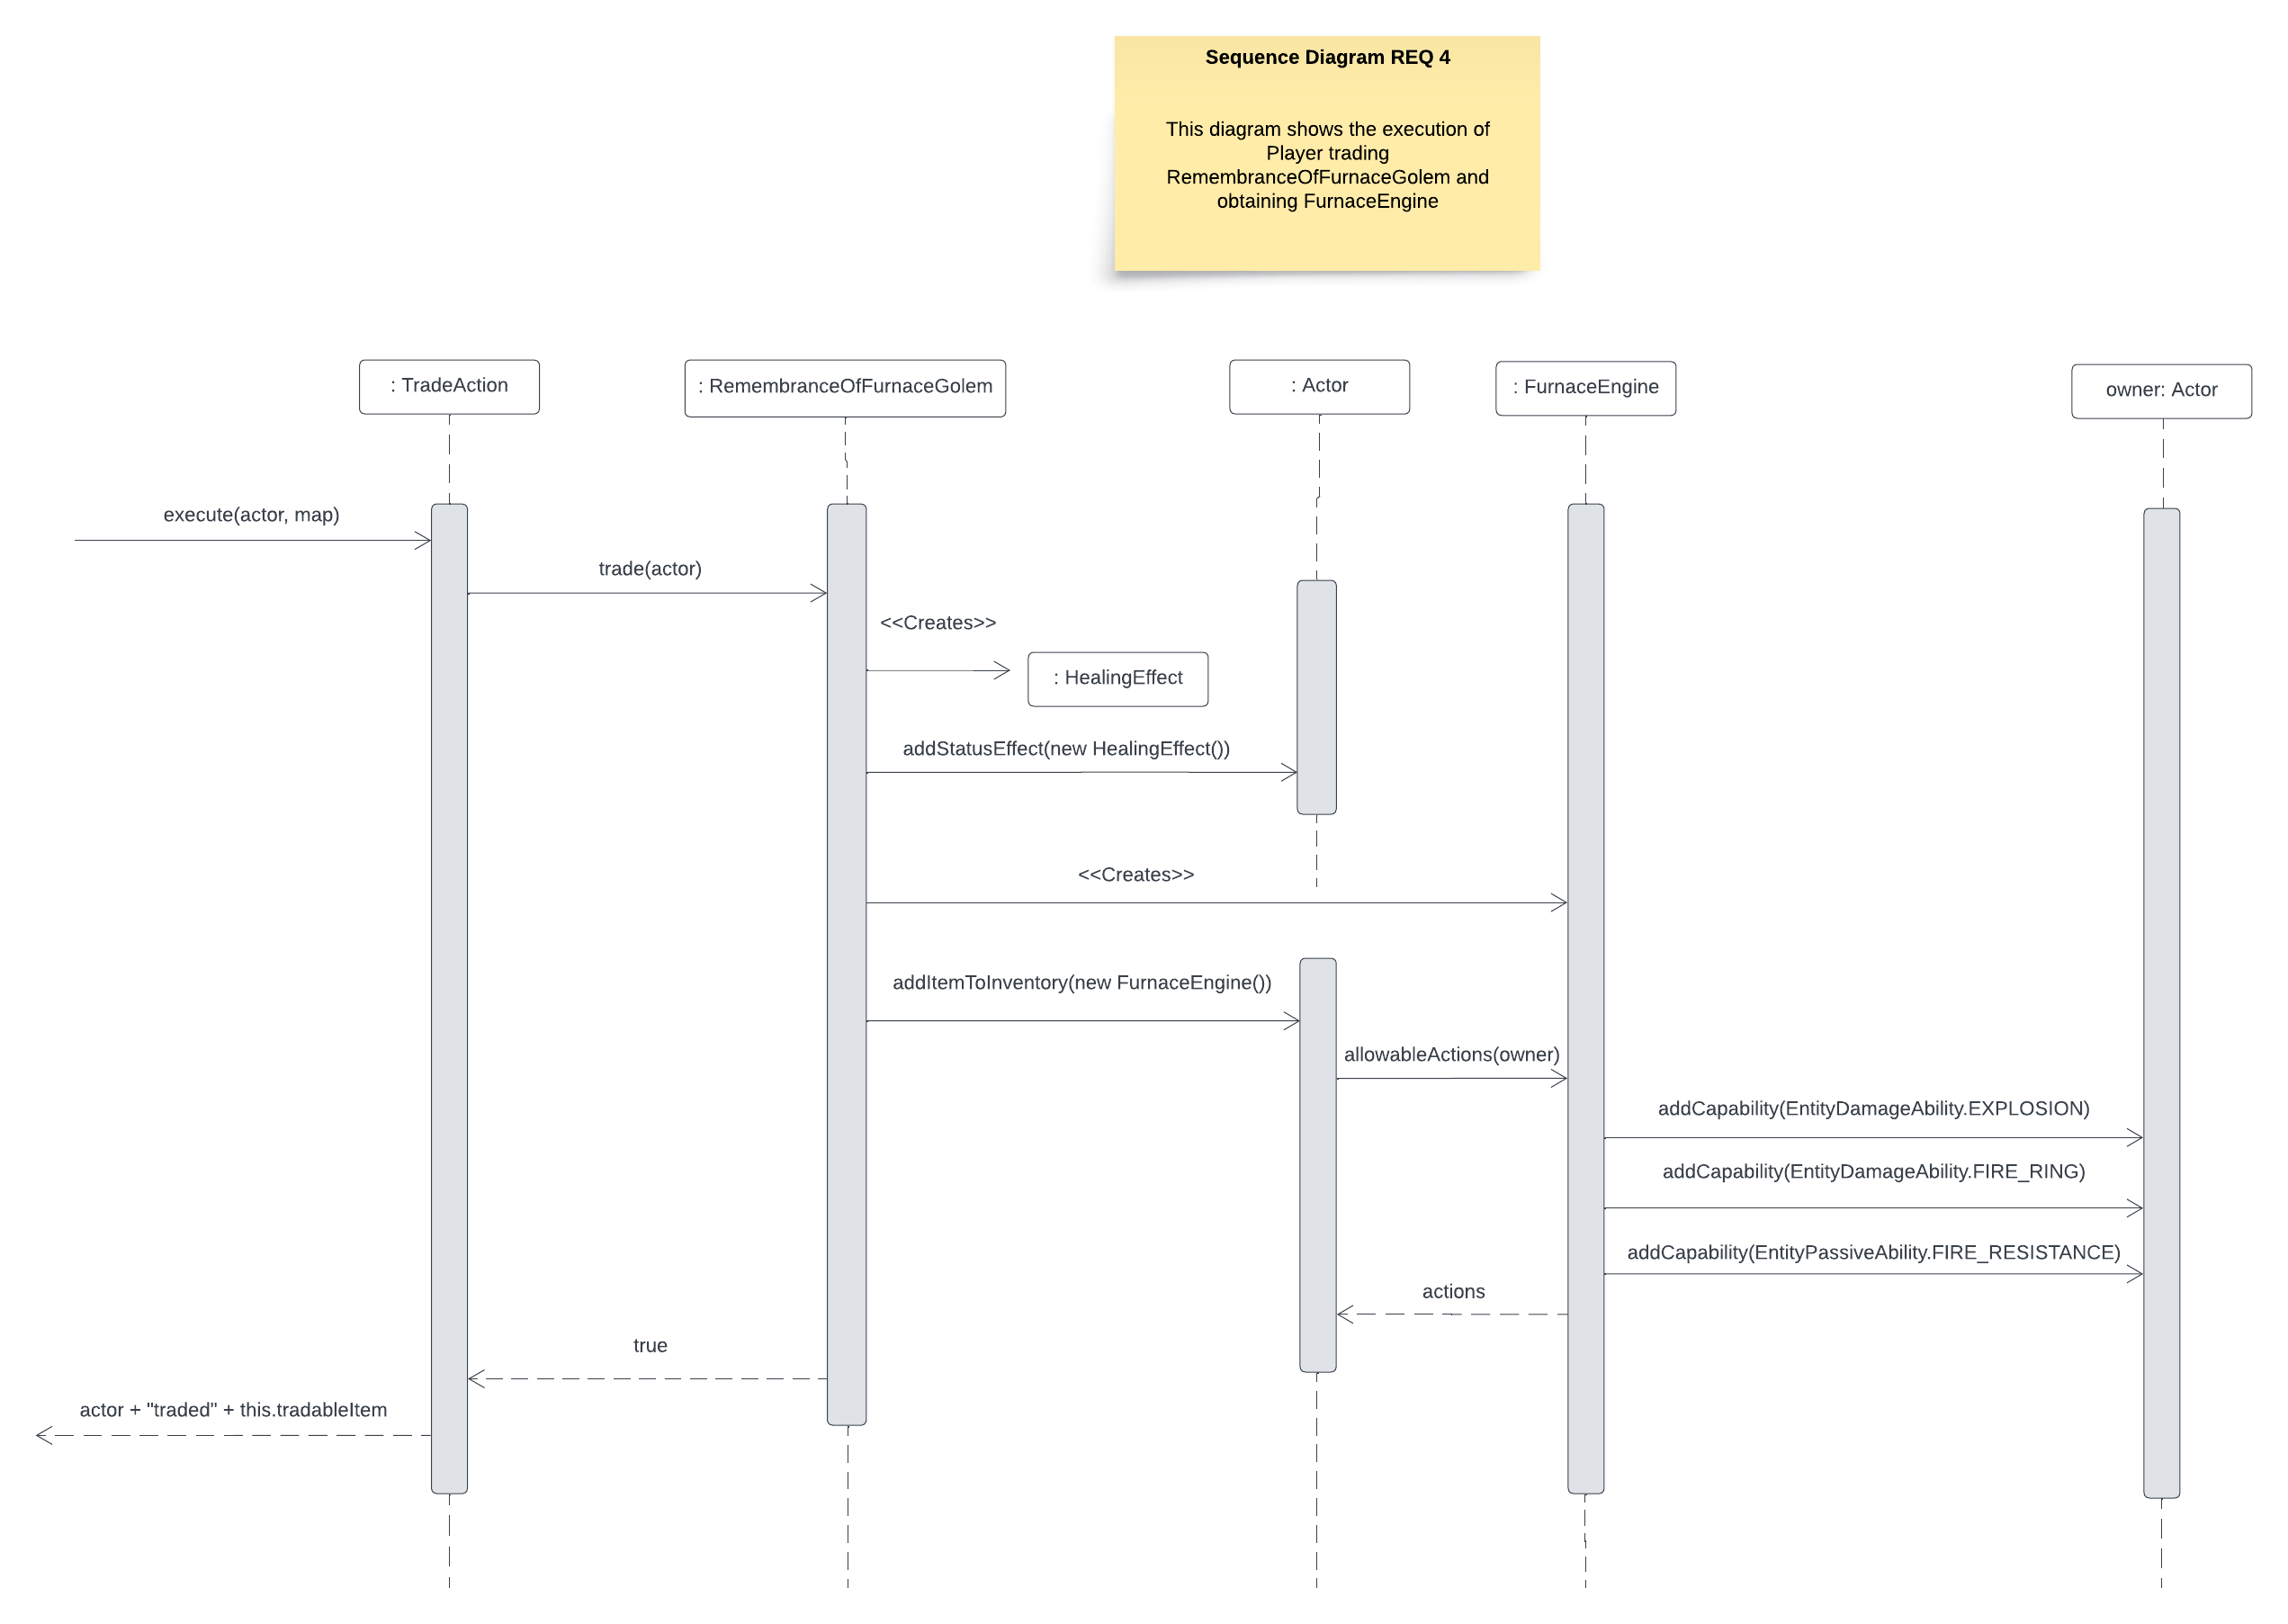 Sequence Diagram REQ 4
This diagram shows the execution of
Player trading
RemembranceOfFurnaceGolem and
obtaining FurnaceEngine
: TradeAction
: RemembranceOfFurnaceGolem
: Actor
: FurnaceEngine
owner: Actor
execute(actor, map)
trade(actor)
<<Creates>>
: HealingEffect
addStatusEffect(new HealingEffect())
<<Creates>>
addItemToInventory(new FurnaceEngine())
allowableActions(owner)
addCapability(EntityDamageAbility.EXPLOSION)
addCapability(EntityDamageAbility.FIRE_RING)
addCapability(EntityPassiveAbility.FIRE_RESISTANCE)
actions
true
actor + "traded" + this.tradableItem